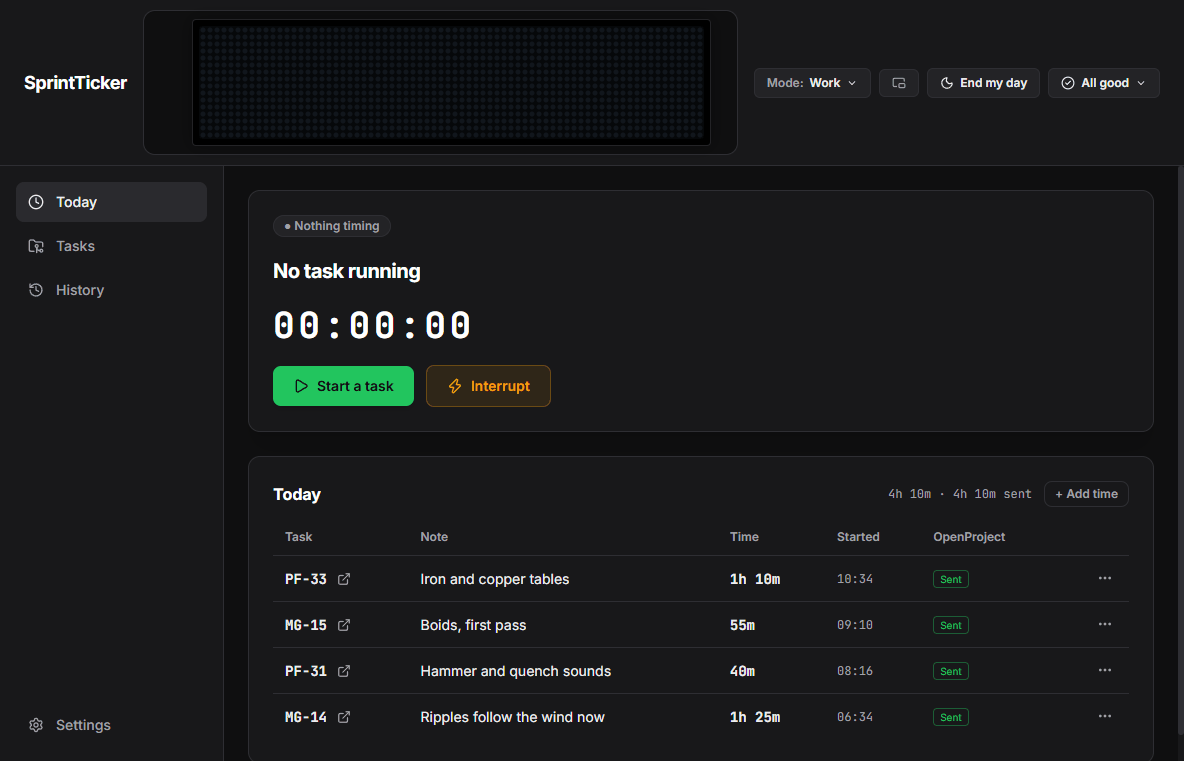 SprintTicker
Mode: Work
End my day
All good
Today
Tasks
History
Settings
● Nothing timing
No task running
00:00:00
Start a task
Interrupt
Today
4h 10m · 4h 10m sent
+ Add time
Task Note Time Started OpenProject
PF-33 Iron and copper tables 1h 10m 10:34 Sent
MG-15 Boids, first pass 55m 09:10 Sent
PF-31 Hammer and quench sounds 40m 08:16 Sent
MG-14 Ripples follow the wind now 1h 25m 06:34 Sent